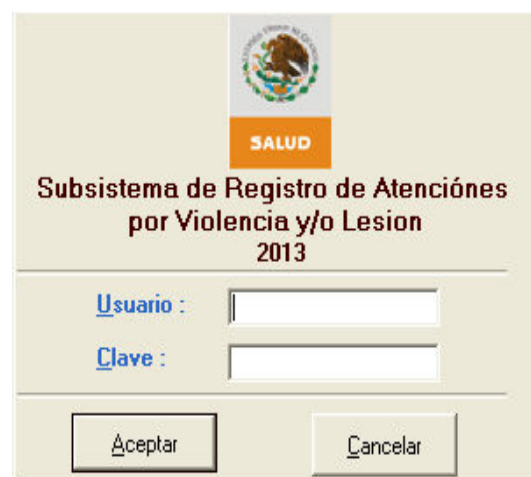 SALUD
Subsistema de Registro de Atenciónes
por Violencia y/o Lesion
2013
Usuario :
Clave :
Aceptar
Cancelar